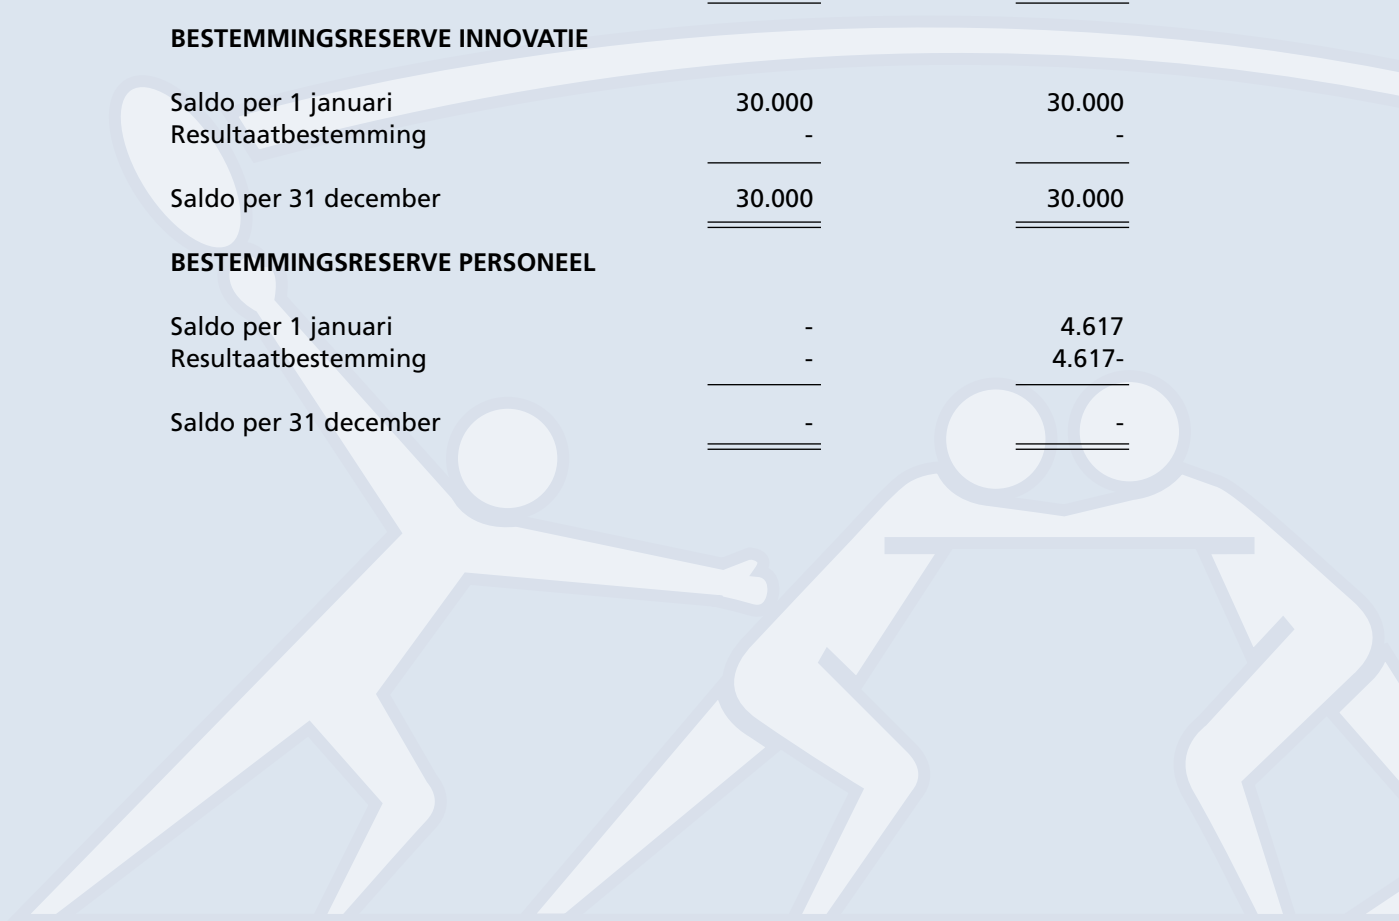 BESTEMMINGSRESERVE INNOVATIE
Saldo per 1 januari 30.000 30.000
Resultaatbestemming - -
Saldo per 31 december 30.000 30.000
BESTEMMINGSRESERVE PERSONEEL
Saldo per 1 januari - 4.617
Resultaatbestemming - 4.617-
Saldo per 31 december - -